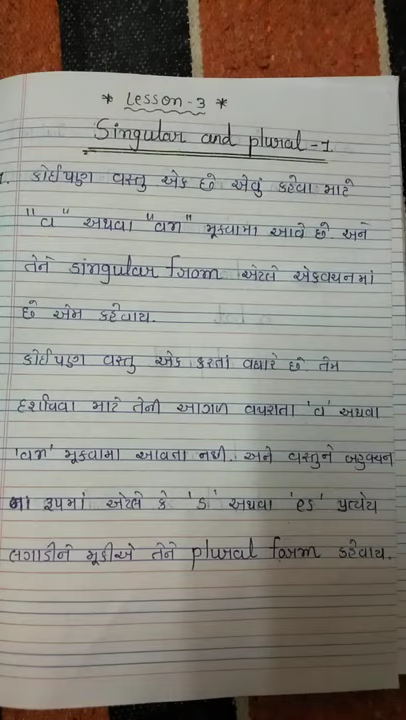 * Lesson - 3 *
Singular and plural - 1
1. કોઈપણ વસ્તુ એક છે એવું કહેવા માટે
"a" અથવા "an" મૂકવામા આવે છે અને
તેને singular from એટલે એકવચનમાં
છે એમ કહેવાય.
કોઈપણ વસ્તુ એક કરતાં વધારે છે તેમ
દર્શાવવા માટે તેની આગળ વપરાતા 'a' અથવા
'an' મૂકવામા આવતા નથી. અને વસ્તુને બહુવચન
નાં રૂપમાં એટલે કે 's' અથવા 'es' પ્રત્યેય
લગાડીને મૂકીએ તેને plural farm કહેવાય.